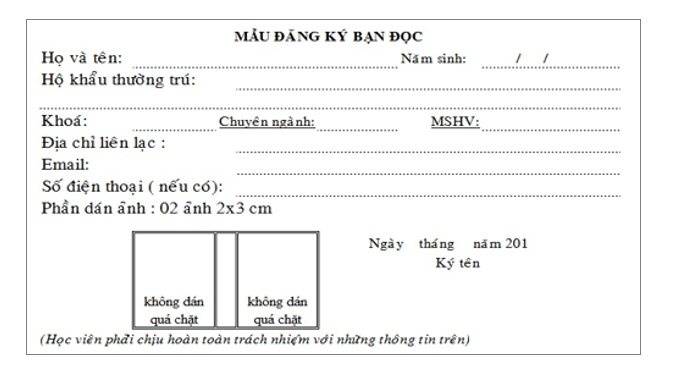 MẪU ĐĂNG KÝ BẠN ĐỌC
Họ và tên: Năm sinh: / /
Hộ khẩu thường trú:
Khoá: Chuyên ngành: MSHV:
Địa chỉ liên lạc :
Email:
Số điện thoại ( nếu có):
Phần dán ảnh : 02 ảnh 2x3 cm
Ngày tháng năm 201
Ký tên
không dán quá chặt
không dán quá chặt
(Học viên phải chịu hoàn toàn trách nhiệm với những thông tin trên)